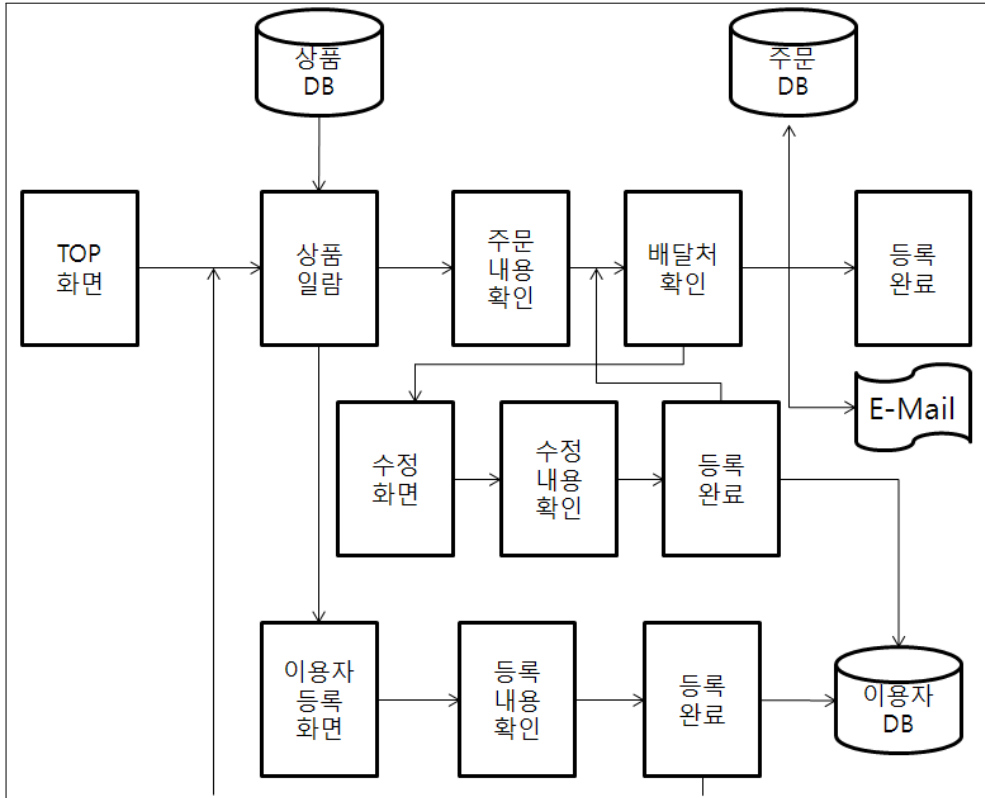 상품
DB
주문
DB
TOP
화면
상품
일람
주문
내용
확인
배달처
확인
등록
완료
E-Mail
수정
화면
수정
내용
확인
등록
완료
이용자
등록
화면
등록
내용
확인
등록
완료
이용자
DB